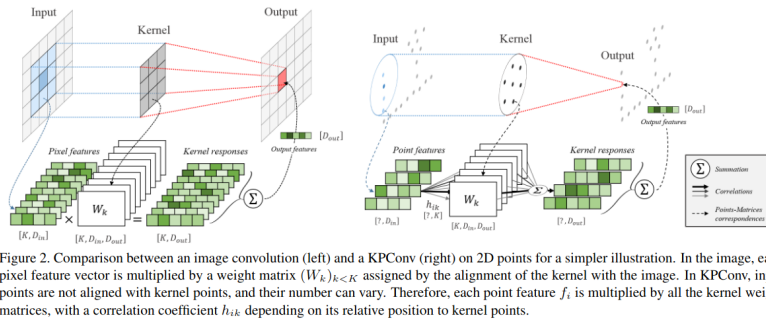 Input
Kernel
Output
[D_out]
Output features
Pixel features
Kernel responses
W_k
Σ
×
=
[K, D_in]
[K, D_in, D_out]
[K, D_out]
Input
Kernel
Output
[D_out]
Output features
Point features
Kernel responses
W_k
Σ
Σ
h_ik
[?, K]
[?, D_in]
[K, D_in, D_out]
[?, D_out]
Σ Summation
Correlations
Points-Matrices
correspondences
Figure 2. Comparison between an image convolution (left) and a KPConv (right) on 2D points for a simpler illustration. In the image, ea
pixel feature vector is multiplied by a weight matrix (W_k)_{k<K} assigned by the alignment of the kernel with the image. In KPConv, in
points are not aligned with kernel points, and their number can vary. Therefore, each point feature f_i is multiplied by all the kernel wei
matrices, with a correlation coefficient h_ik depending on its relative position to kernel points.